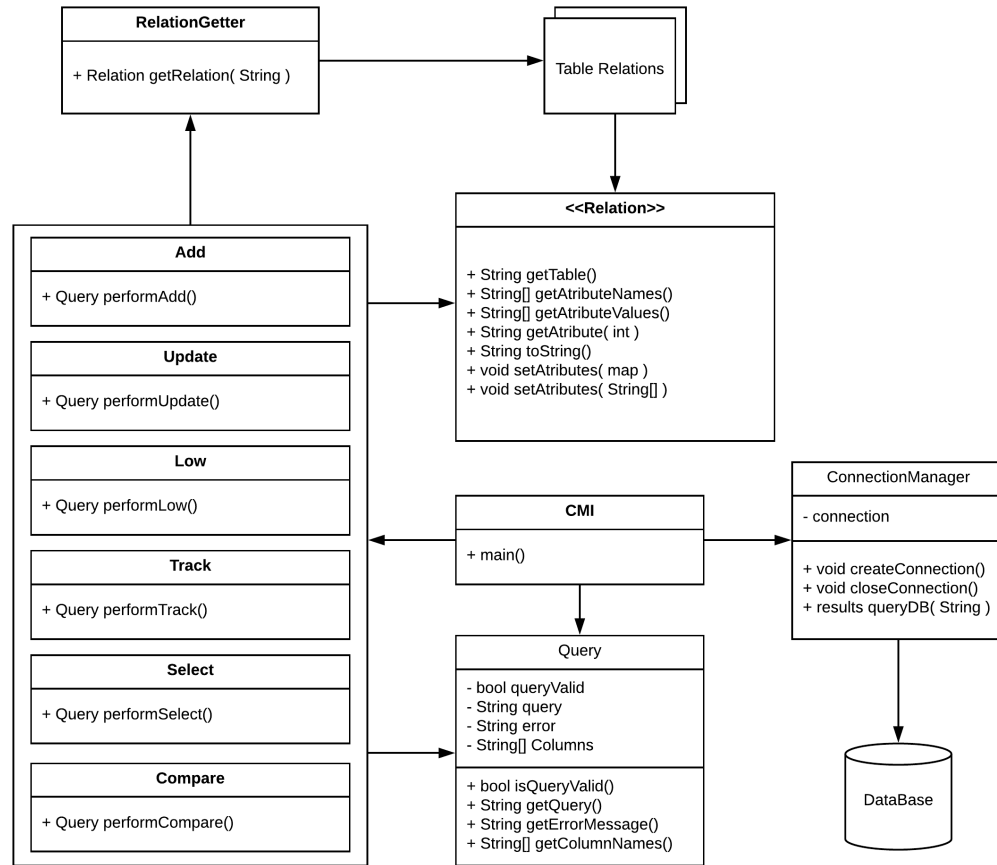 RelationGetter
+ Relation getRelation( String )
Table Relations
<<Relation>>
+ String getTable()
+ String[] getAtributeNames()
+ String[] getAtributeValues()
+ String getAtribute( int )
+ String toString()
+ void setAtributes( map )
+ void setAtributes( String[] )
Add
+ Query performAdd()
Update
+ Query performUpdate()
Low
+ Query performLow()
Track
+ Query performTrack()
Select
+ Query performSelect()
Compare
+ Query performCompare()
CMI
+ main()
ConnectionManager
- connection
+ void createConnection()
+ void closeConnection()
+ results queryDB( String )
Query
- bool queryValid
- String query
- String error
- String[] Columns
+ bool isQueryValid()
+ String getQuery()
+ String getErrorMessage()
+ String[] getColumnNames()
DataBase